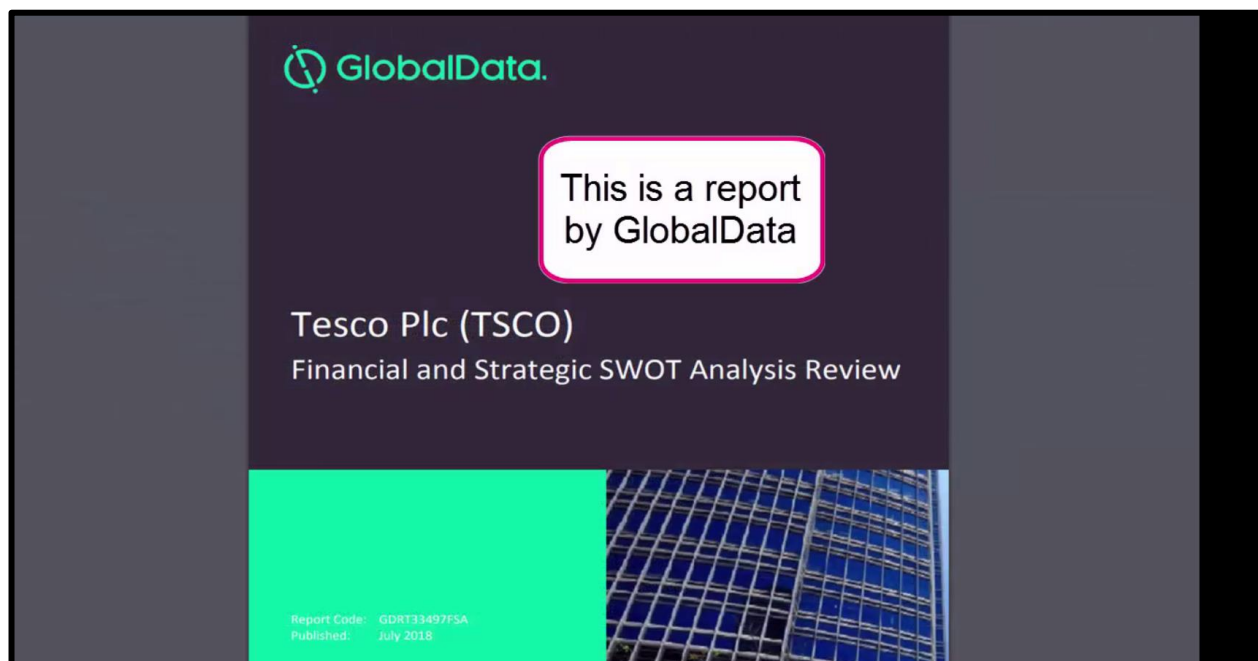 GlobalData.
This is a report
by GlobalData
Tesco Plc (TSCO)
Financial and Strategic SWOT Analysis Review
Report Code: GDRT33497FSA
Published: July 2018